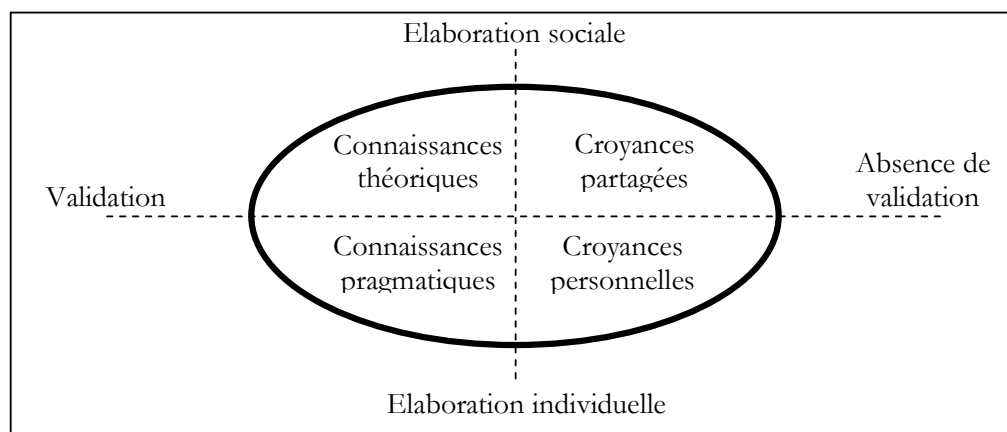 Elaboration sociale
Connaissances
théoriques
Croyances
partagées
Validation
Absence de
validation
Connaissances
pragmatiques
Croyances
personnelles
Elaboration individuelle